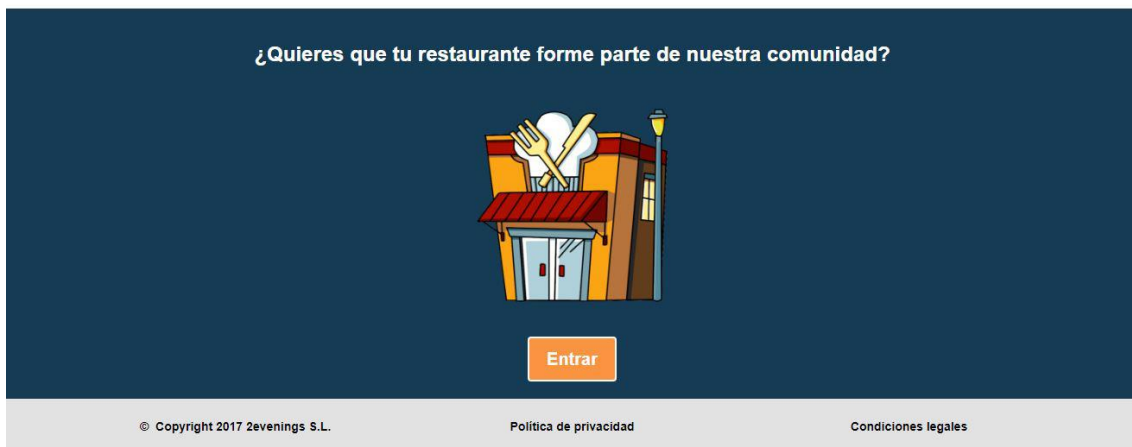 ¿Quieres que tu restaurante forme parte de nuestra comunidad?
Entrar
© Copyright 2017 2evenings S.L.
Política de privacidad
Condiciones legales